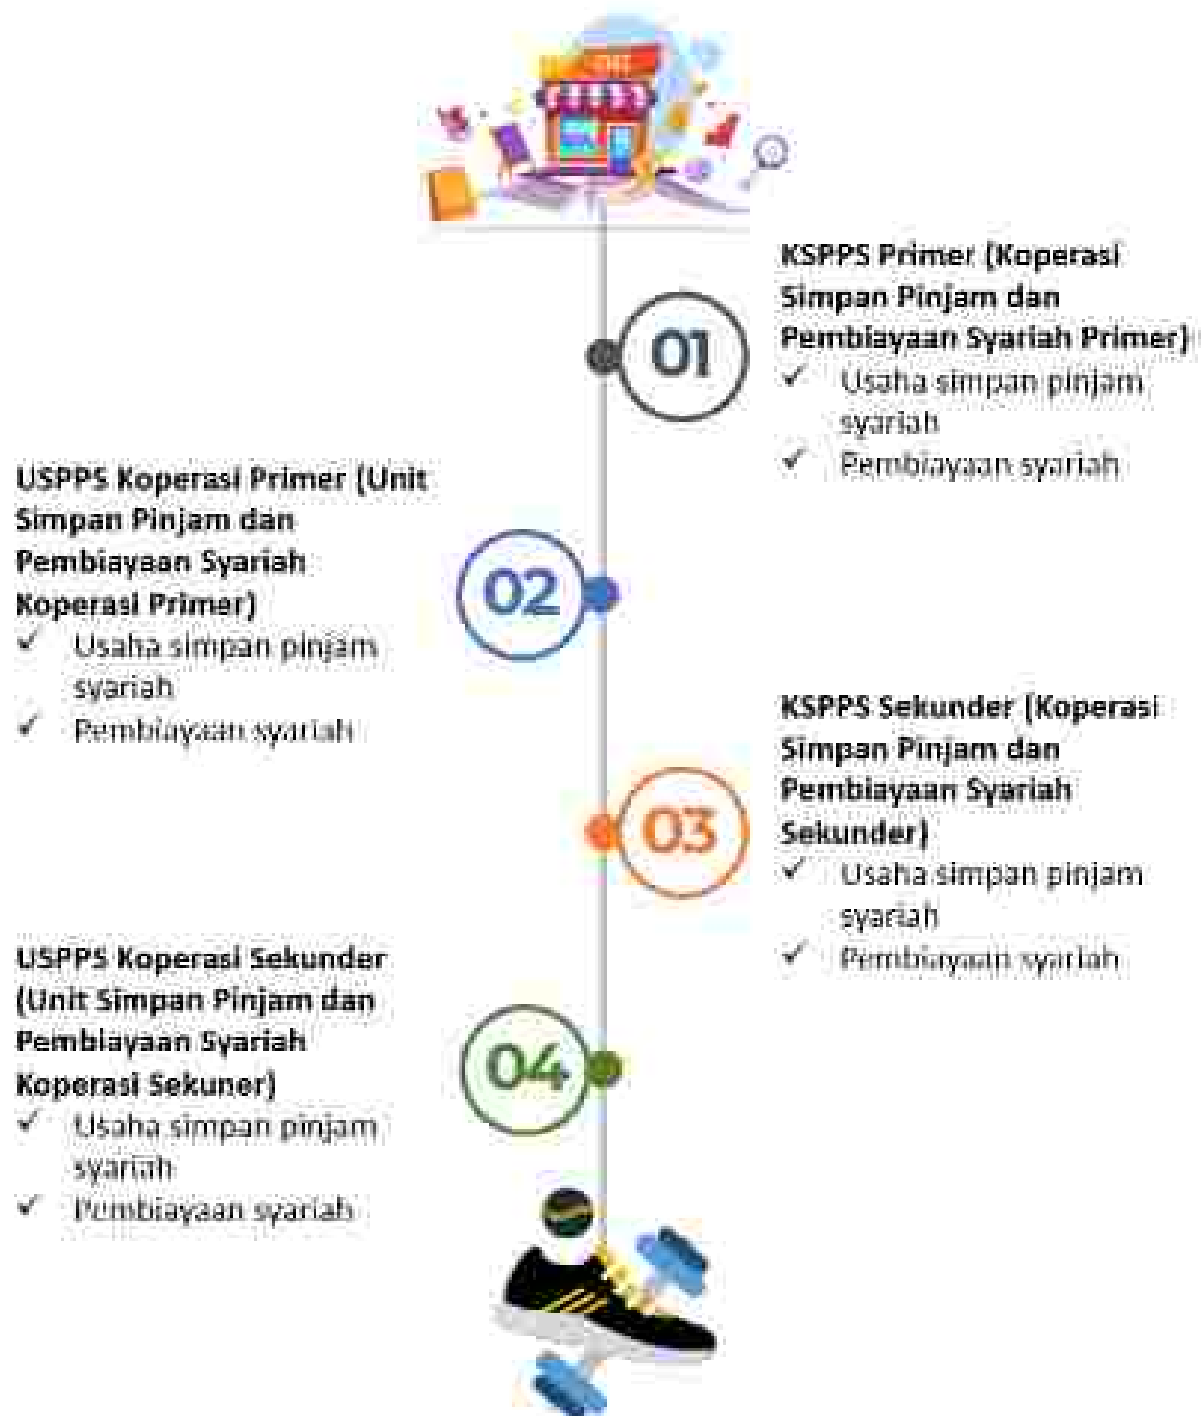 01
KSPPS Primer (Koperasi
Simpan Pinjam dan
Pembiayaan Syariah Primer)
✓ Usaha simpan pinjam
syariah
✓ Pembiayaan syariah
USPPS Koperasi Primer (Unit
Simpan Pinjam dan
Pembiayaan Syariah
Koperasi Primer)
✓ Usaha simpan pinjam
syariah
✓ Pembiayaan syariah
02
03
KSPPS Sekunder (Koperasi
Simpan Pinjam dan
Pembiayaan Syariah
Sekunder)
✓ Usaha simpan pinjam
syariah
✓ Pembiayaan syariah
USPPS Koperasi Sekunder
(Unit Simpan Pinjam dan
Pembiayaan Syariah
Koperasi Sekuner)
✓ Usaha simpan pinjam
syariah
✓ Pembiayaan syariah
04